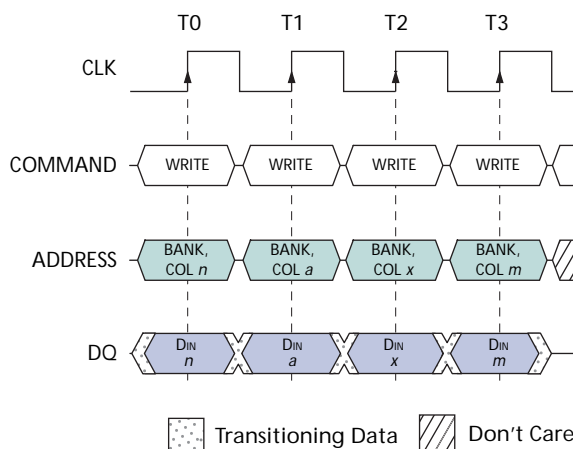 T0 T1 T2 T3
CLK
COMMAND WRITE WRITE WRITE WRITE
ADDRESS BANK, COL n BANK, COL a BANK, COL x BANK, COL m
DQ DIN n DIN a DIN x DIN m
Transitioning Data Don't Care